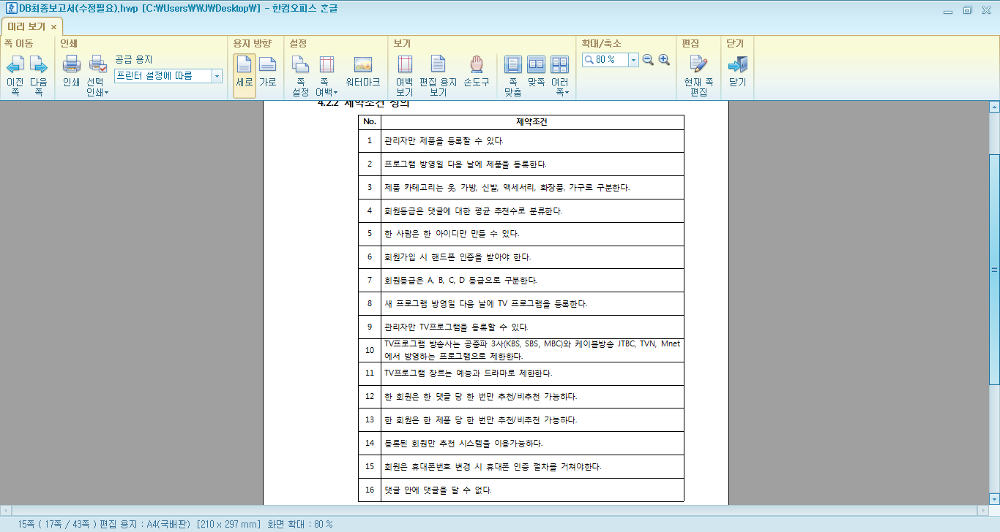 DB최종보고서(수정필요).hwp [C:\Users\WJ\Desktop\] - 한컴오피스 한글
미리 보기 ×
쪽 이동
인쇄
용지 방향
설정
보기
확대/축소
편집
닫기
공급 용지
프린터 설정에 따름
80 %
이전 쪽
다음 쪽
인쇄
선택 인쇄
세로
가로
쪽 설정
쪽 여백
워터마크
여백 보기
편집 용지 보기
손도구
쪽 맞춤
맞쪽
여러 쪽
현재 쪽 편집
닫기
4.2.2 제약조건 정의
No. 제약조건
1 관리자만 제품을 등록할 수 있다.
2 프로그램 방영일 다음 날에 제품을 등록한다.
3 제품 카테고리는 옷, 가방, 신발, 액세서리, 화장품, 가구로 구분한다.
4 회원등급은 댓글에 대한 평균 추천수로 분류한다.
5 한 사람은 한 아이디만 만들 수 있다.
6 회원가입 시 핸드폰 인증을 받아야 한다.
7 회원등급은 A, B, C, D 등급으로 구분한다.
8 새 프로그램 방영일 다음 날에 TV 프로그램을 등록한다.
9 관리자만 TV프로그램을 등록할 수 있다.
10 TV프로그램 방송사는 공중파 3사(KBS, SBS, MBC)와 케이블방송 JTBC, TVN, Mnet
에서 방영하는 프로그램으로 제한한다.
11 TV프로그램 장르는 예능과 드라마로 제한한다.
12 한 회원은 한 댓글 당 한 번만 추천/비추천 가능하다.
13 한 회원은 한 제품 당 한 번만 추천/비추천 가능하다.
14 등록된 회원만 추천 시스템을 이용가능하다.
15 회원은 휴대폰번호 변경 시 휴대폰 인증 절차를 거쳐야한다.
16 댓글 안에 댓글을 달 수 없다.
15쪽 ( 17쪽 / 43쪽 ) 편집 용지 : A4(국배판) [210 x 297 mm] 화면 확대 : 80 %